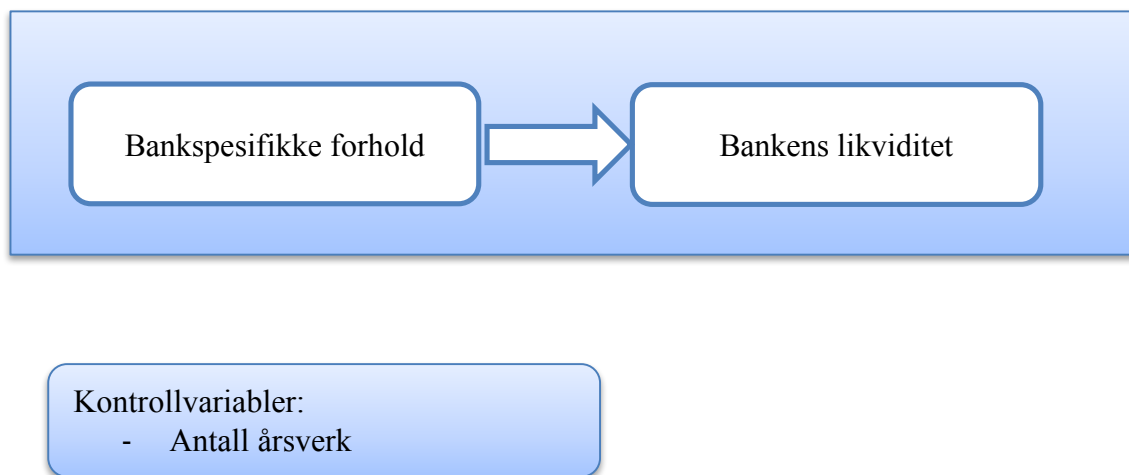 Bankspesifikke forhold
Bankens likviditet
Kontrollvariabler:
- Antall årsverk